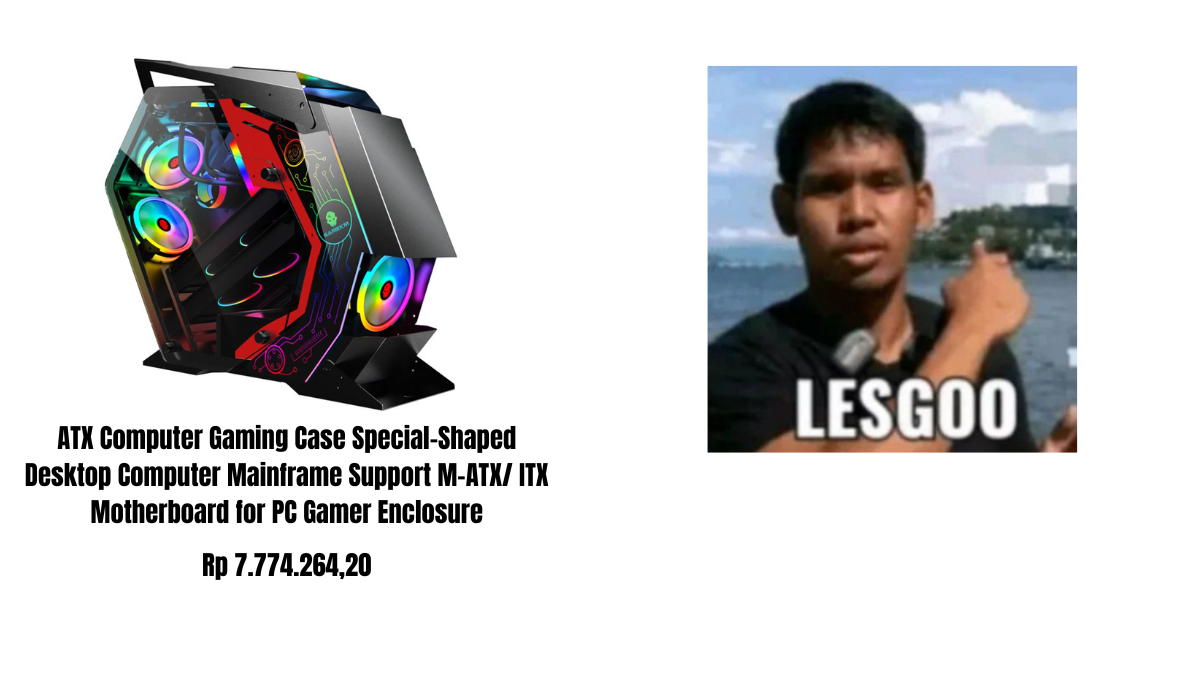 ATX Computer Gaming Case Special-Shaped
Desktop Computer Mainframe Support M-ATX/ ITX
Motherboard for PC Gamer Enclosure
Rp 7.774.264,20
LESGOO